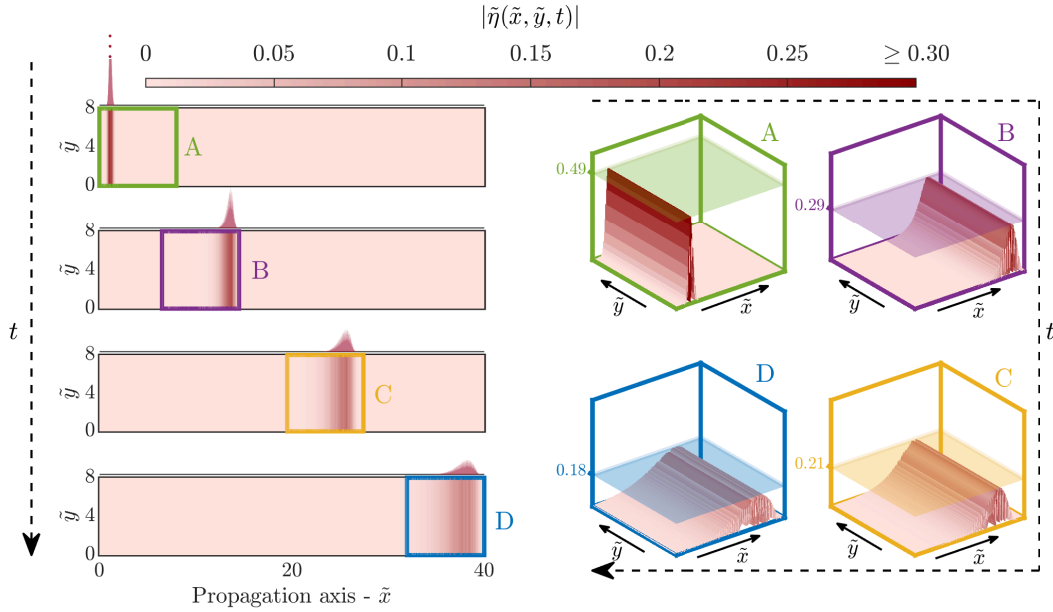 |η̃(x̃, ỹ, t)|
0 0.05 0.1 0.15 0.2 0.25 ≥ 0.30
8
4
0
ỹ
A
8
4
0
ỹ
B
t
8
4
0
ỹ
C
8
4
0
ỹ
D
0 20 40
Propagation axis - x̃
A
0.49
ỹ
x̃
B
0.29
ỹ
x̃
t
D
0.18
ỹ
x̃
C
0.21
ỹ
x̃